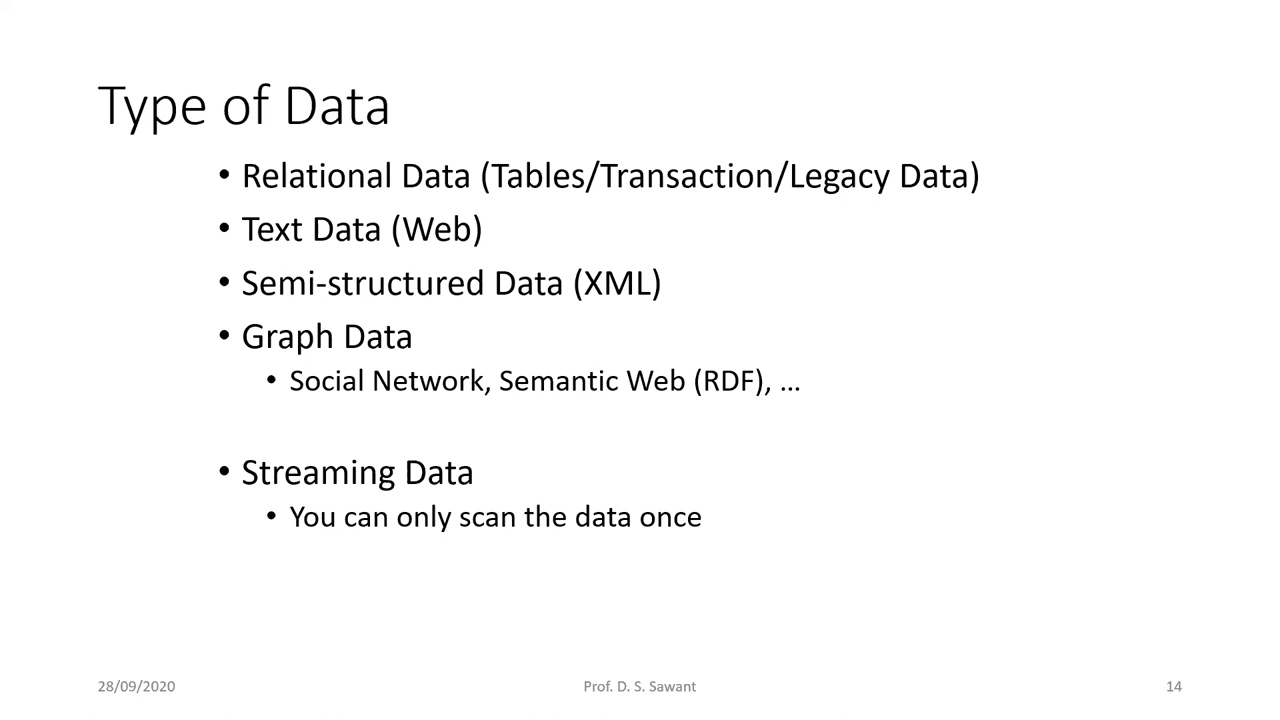 Type of Data
• Relational Data (Tables/Transaction/Legacy Data)
• Text Data (Web)
• Semi-structured Data (XML)
• Graph Data
• Social Network, Semantic Web (RDF), …
• Streaming Data
• You can only scan the data once
28/09/2020
Prof. D. S. Sawant
14